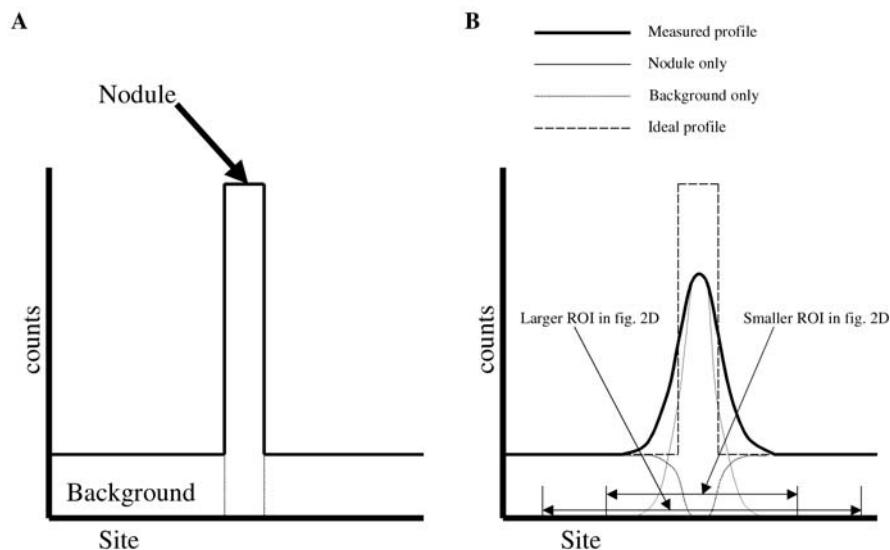 A
Nodule
counts
Background
Site
B
Measured profile
Nodule only
Background only
Ideal profile
Larger ROI in fig. 2D
Smaller ROI in fig. 2D
counts
Site